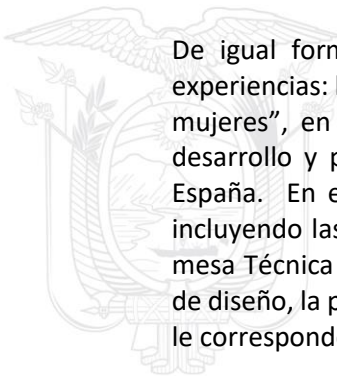 De igual form
experiencias:
mujeres", en
desarrollo y p
España. En e
incluyendo las
mesa Técnica
de diseño, la p
le correspond